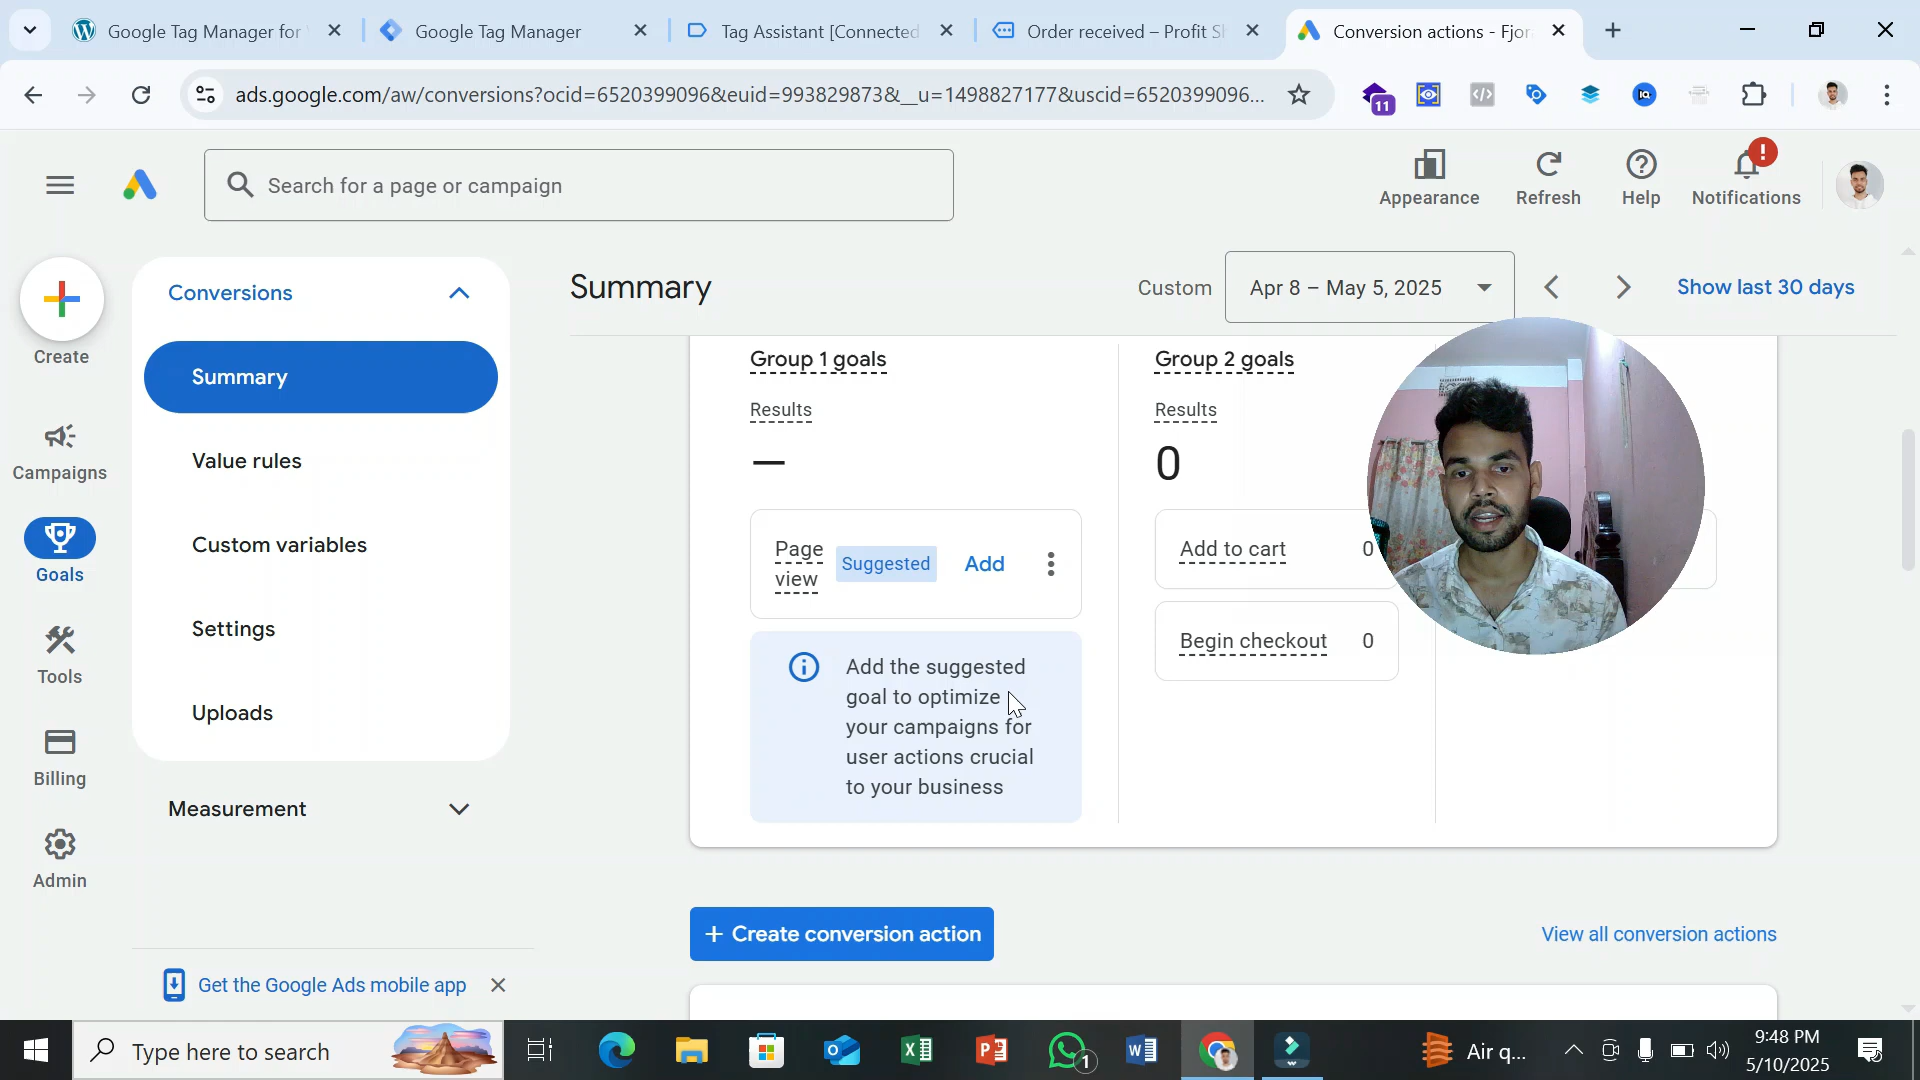 Google Tag Manager for
Google Tag Manager
Tag Assistant [Connected
Order received – Profit Sl
Conversion actions - Fjor
ads.google.com/aw/conversions?ocid=6520399096&euid=993829873&__u=1498827177&uscid=6520399096...
11
Search for a page or campaign
Appearance
Refresh
Help
Notifications
Create
Campaigns
Goals
Tools
Billing
Admin
Conversions
Summary
Value rules
Custom variables
Settings
Uploads
Measurement
Get the Google Ads mobile app
Summary
Custom
Apr 8 – May 5, 2025
Show last 30 days
Group 1 goals
Results
—
Page view
Suggested
Add
Add the suggested
goal to optimize
your campaigns for
user actions crucial
to your business
Group 2 goals
Results
0
Add to cart 0
Begin checkout 0
+ Create conversion action
View all conversion actions
Type here to search
1
Air q...
9:48 PM
5/10/2025